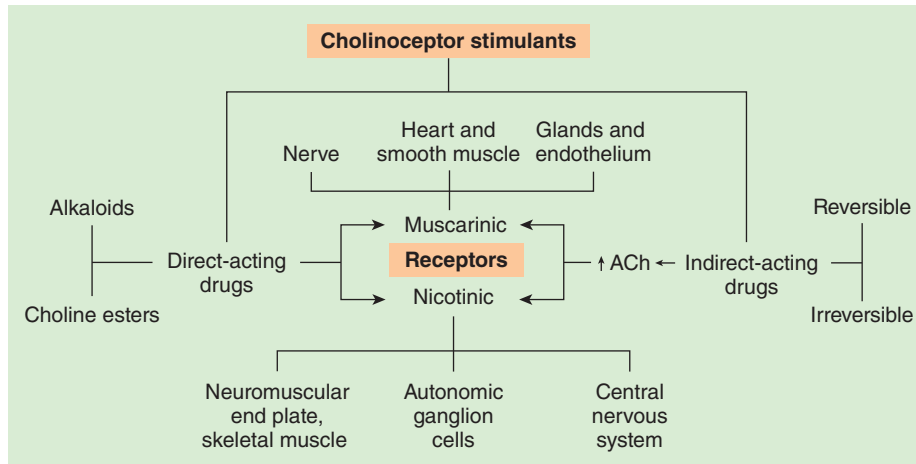 Cholinoceptor stimulants
Nerve
Heart and
smooth muscle
Glands and
endothelium
Alkaloids
Reversible
Muscarinic
Direct-acting
drugs
Receptors
↑ ACh
Indirect-acting
drugs
Nicotinic
Choline esters
Irreversible
Neuromuscular
end plate,
skeletal muscle
Autonomic
ganglion
cells
Central
nervous
system